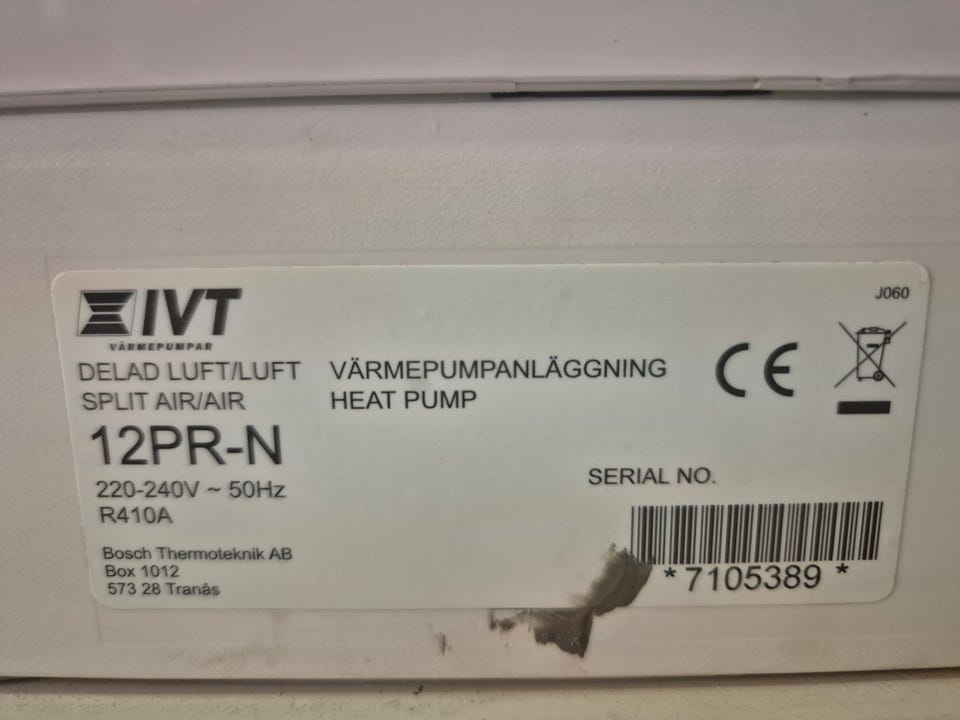 J060
IVT
VÄRMEPUMPAR
DELAD LUFT/LUFT VÄRMEPUMPANLÄGGNING
SPLIT AIR/AIR HEAT PUMP
CE
12PR-N
220-240V ~ 50Hz
R410A
SERIAL NO.
Bosch Thermoteknik AB
Box 1012
573 28 Tranås
*7105389*